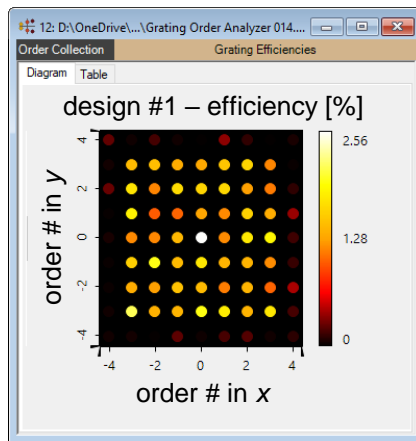 12: D:\OneDrive\...\Grating Order Analyzer 014....
Order Collection
Grating Efficiencies
Diagram
Table
design #1 – efficiency [%]
order # in y
4
2
0
-2
-4
-4
-2
0
2
4
order # in x
2.56
1.28
0